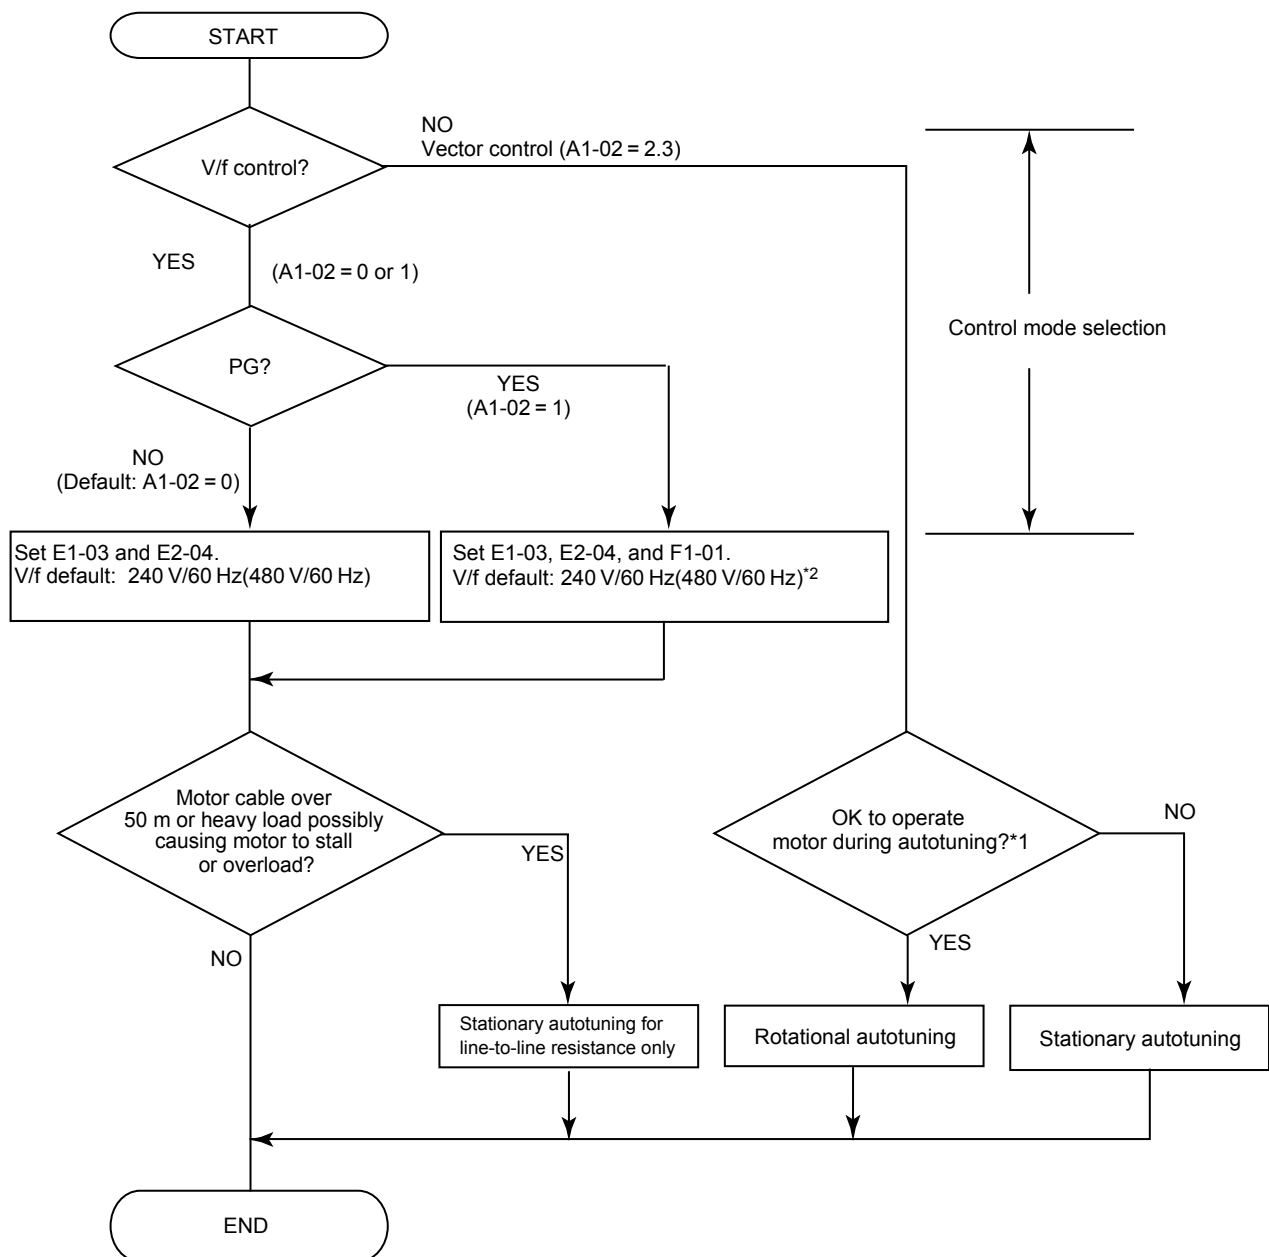 START
NO
Vector control (A1-02 = 2.3)
V/f control?
YES
(A1-02 = 0 or 1)
Control mode selection
PG?
YES
(A1-02 = 1)
NO
(Default: A1-02 = 0)
Set E1-03 and E2-04.
V/f default: 240 V/60 Hz(480 V/60 Hz)
Set E1-03, E2-04, and F1-01.
V/f default: 240 V/60 Hz(480 V/60 Hz)*2
Motor cable over
50 m or heavy load possibly
causing motor to stall
or overload?
YES
NO
OK to operate
motor during autotuning?*1
NO
YES
Stationary autotuning for
line-to-line resistance only
Rotational autotuning
Stationary autotuning
END